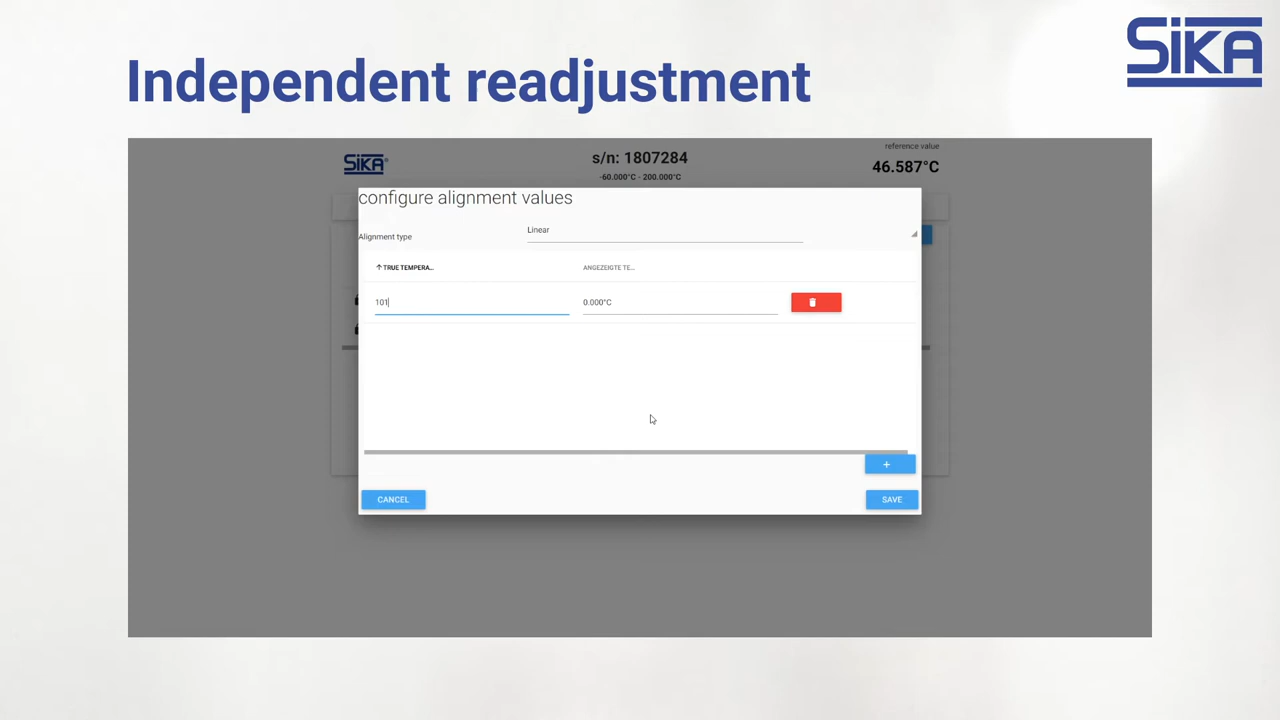 SiKA
Independent readjustment
SiKA®
s/n: 1807284
-60.000°C - 200.000°C
reference value
46.587°C
configure alignment values
Alignment type
Linear
TRUE TEMPERA...
ANGEZEIGTE TE...
101
0.000°C
+
CANCEL
SAVE